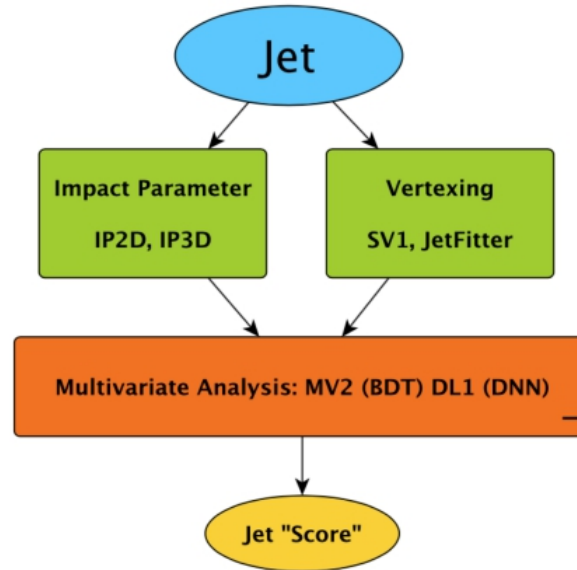 Jet
Impact Parameter
IP2D, IP3D
Vertexing
SV1, JetFitter
Multivariate Analysis: MV2 (BDT) DL1 (DNN)
Jet "Score"